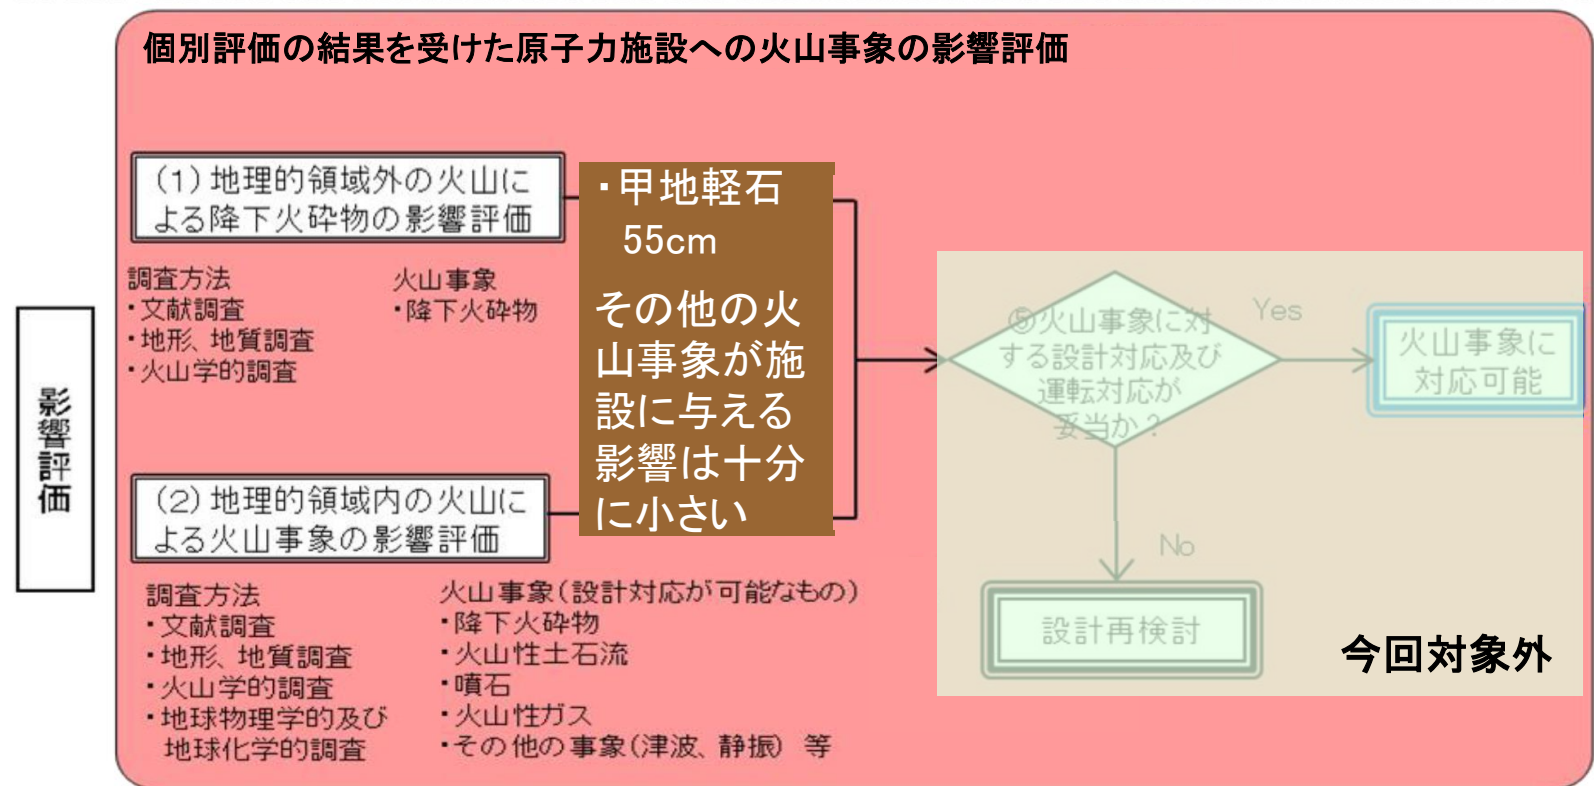 個別評価の結果を受けた原子力施設への火山事象の影響評価
影響評価
(1)地理的領域外の火山に
よる降下火砕物の影響評価
調査方法
・文献調査
・地形、地質調査
・火山学的調査
火山事象
・降下火砕物
(2)地理的領域内の火山に
よる火山事象の影響評価
調査方法
・文献調査
・地形、地質調査
・火山学的調査
・地球物理学的及び
地球化学的調査
火山事象(設計対応が可能なもの)
・降下火砕物
・火山性土石流
・噴石
・火山性ガス
・その他の事象(津波、静振) 等
・甲地軽石
55cm
その他の火
山事象が施
設に与える
影響は十分
に小さい
⑤火山事象に対
する設計対応及び
運転対応が
妥当か?
Yes
火山事象に
対応可能
No
設計再検討
今回対象外